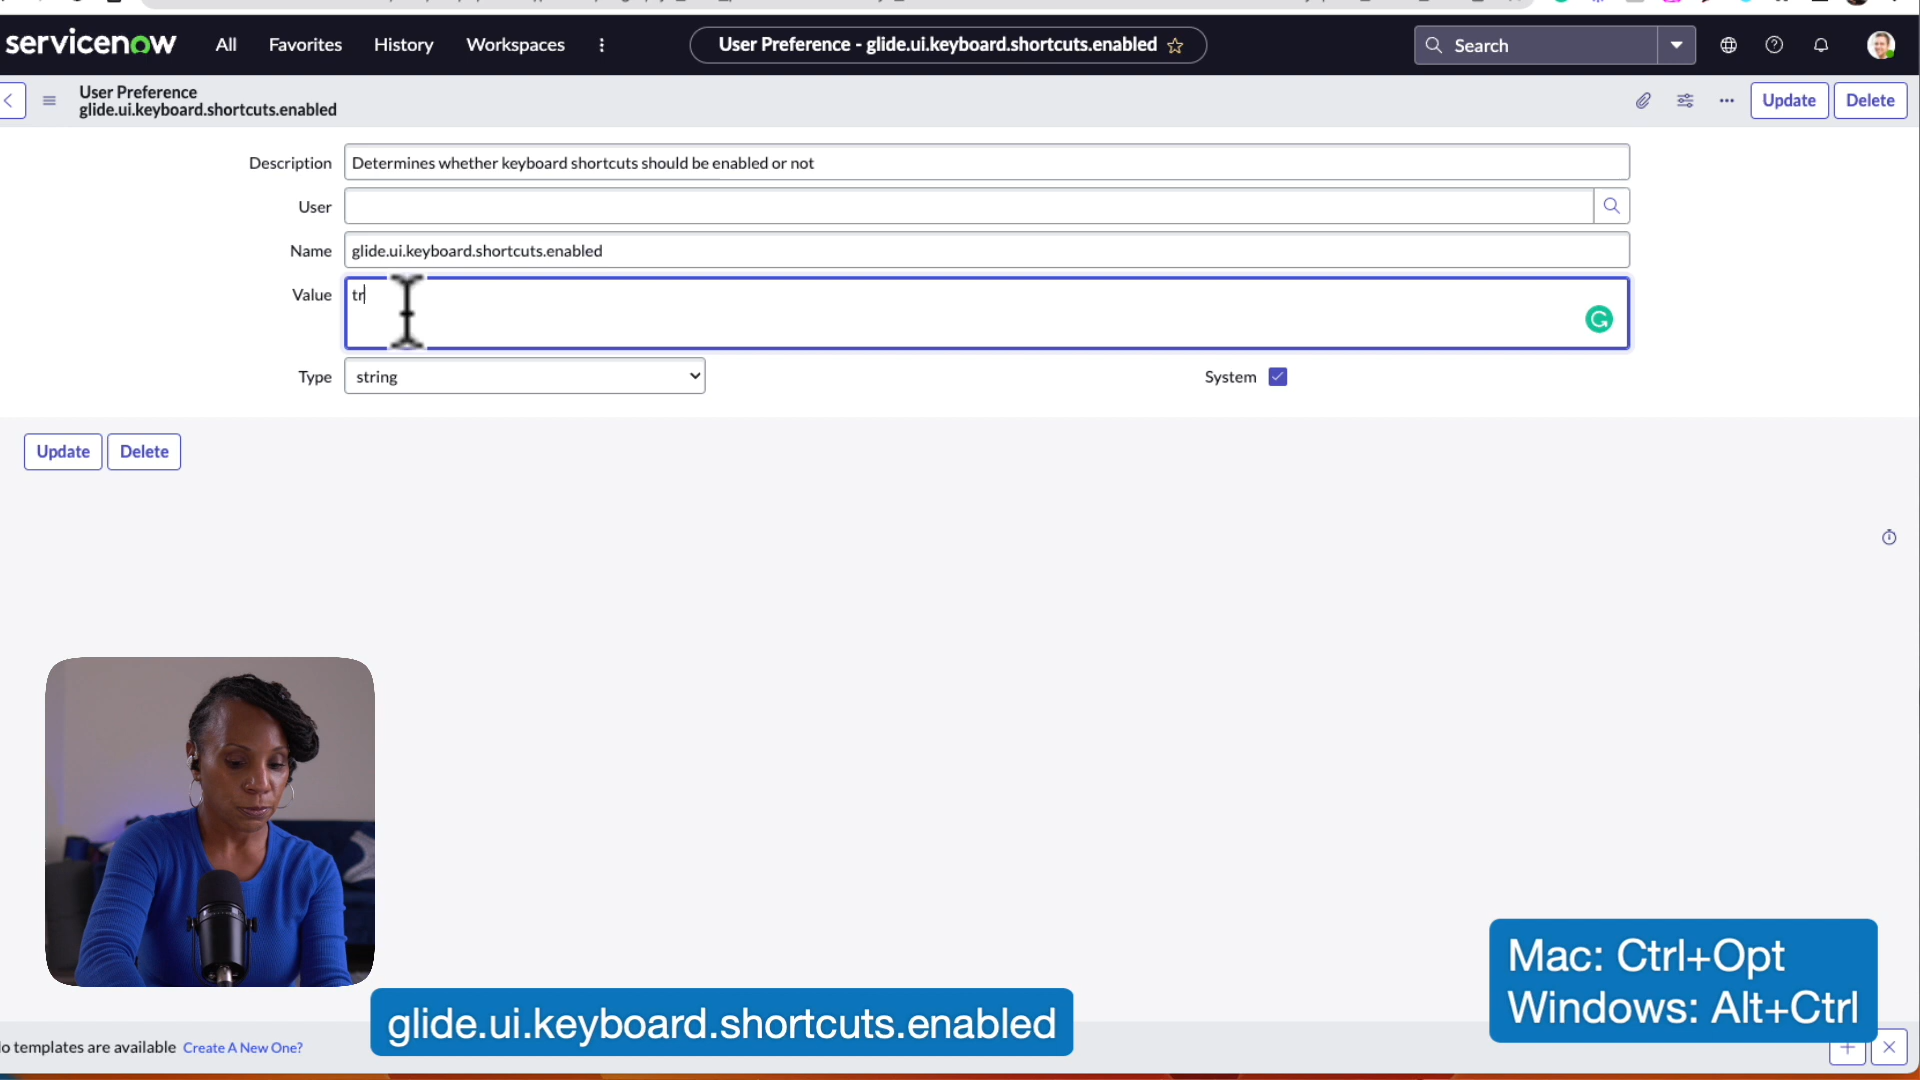 servicenow
All
Favorites
History
Workspaces
User Preference - glide.ui.keyboard.shortcuts.enabled
Search
User Preference
glide.ui.keyboard.shortcuts.enabled
Update
Delete
Description
Determines whether keyboard shortcuts should be enabled or not
User
Name
glide.ui.keyboard.shortcuts.enabled
Value
tr
Type
string
System
Update
Delete
Mac: Ctrl+Opt
Windows: Alt+Ctrl
glide.ui.keyboard.shortcuts.enabled
o templates are available Create A New One?